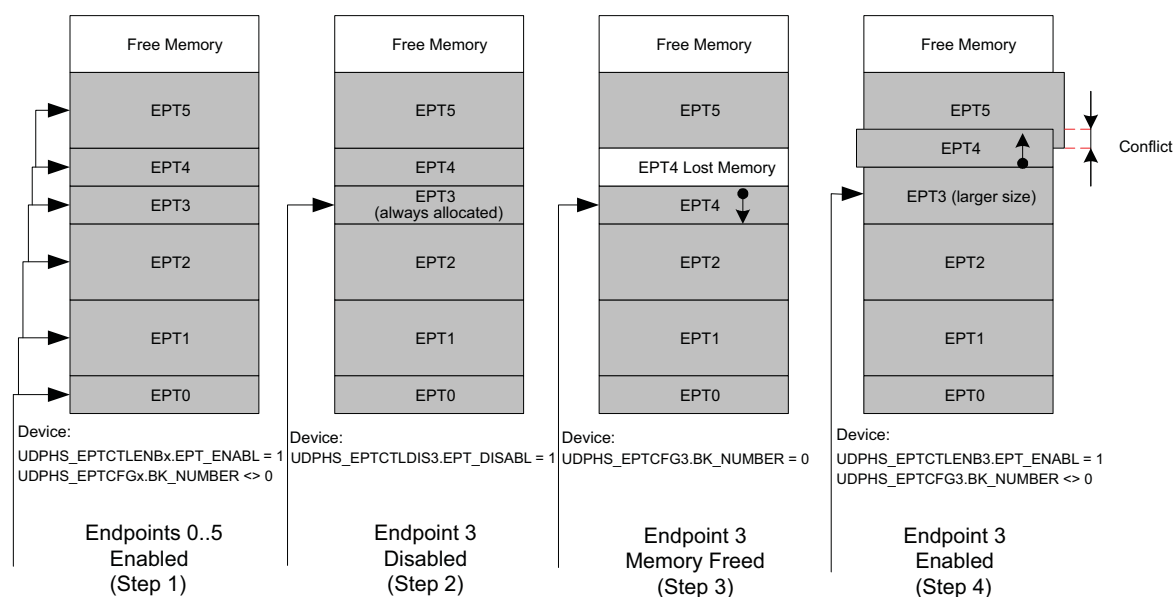 Free Memory
EPT5
EPT4
EPT3
EPT2
EPT1
EPT0
Device:
UDPHS_EPTCTLENBx.EPT_ENABL = 1
UDPHS_EPTCFGx.BK_NUMBER <> 0
Endpoints 0..5
Enabled
(Step 1)
Free Memory
EPT5
EPT4
EPT3
(always allocated)
EPT2
EPT1
EPT0
Device:
UDPHS_EPTCTLDIS3.EPT_DISABL = 1
Endpoint 3
Disabled
(Step 2)
Free Memory
EPT5
EPT4 Lost Memory
EPT4
EPT2
EPT1
EPT0
Device:
UDPHS_EPTCFG3.BK_NUMBER = 0
Endpoint 3
Memory Freed
(Step 3)
Free Memory
EPT5
EPT4
Conflict
EPT3 (larger size)
EPT2
EPT1
EPT0
Device:
UDPHS_EPTCTLENB3.EPT_ENABL = 1
UDPHS_EPTCFG3.BK_NUMBER <> 0
Endpoint 3
Enabled
(Step 4)